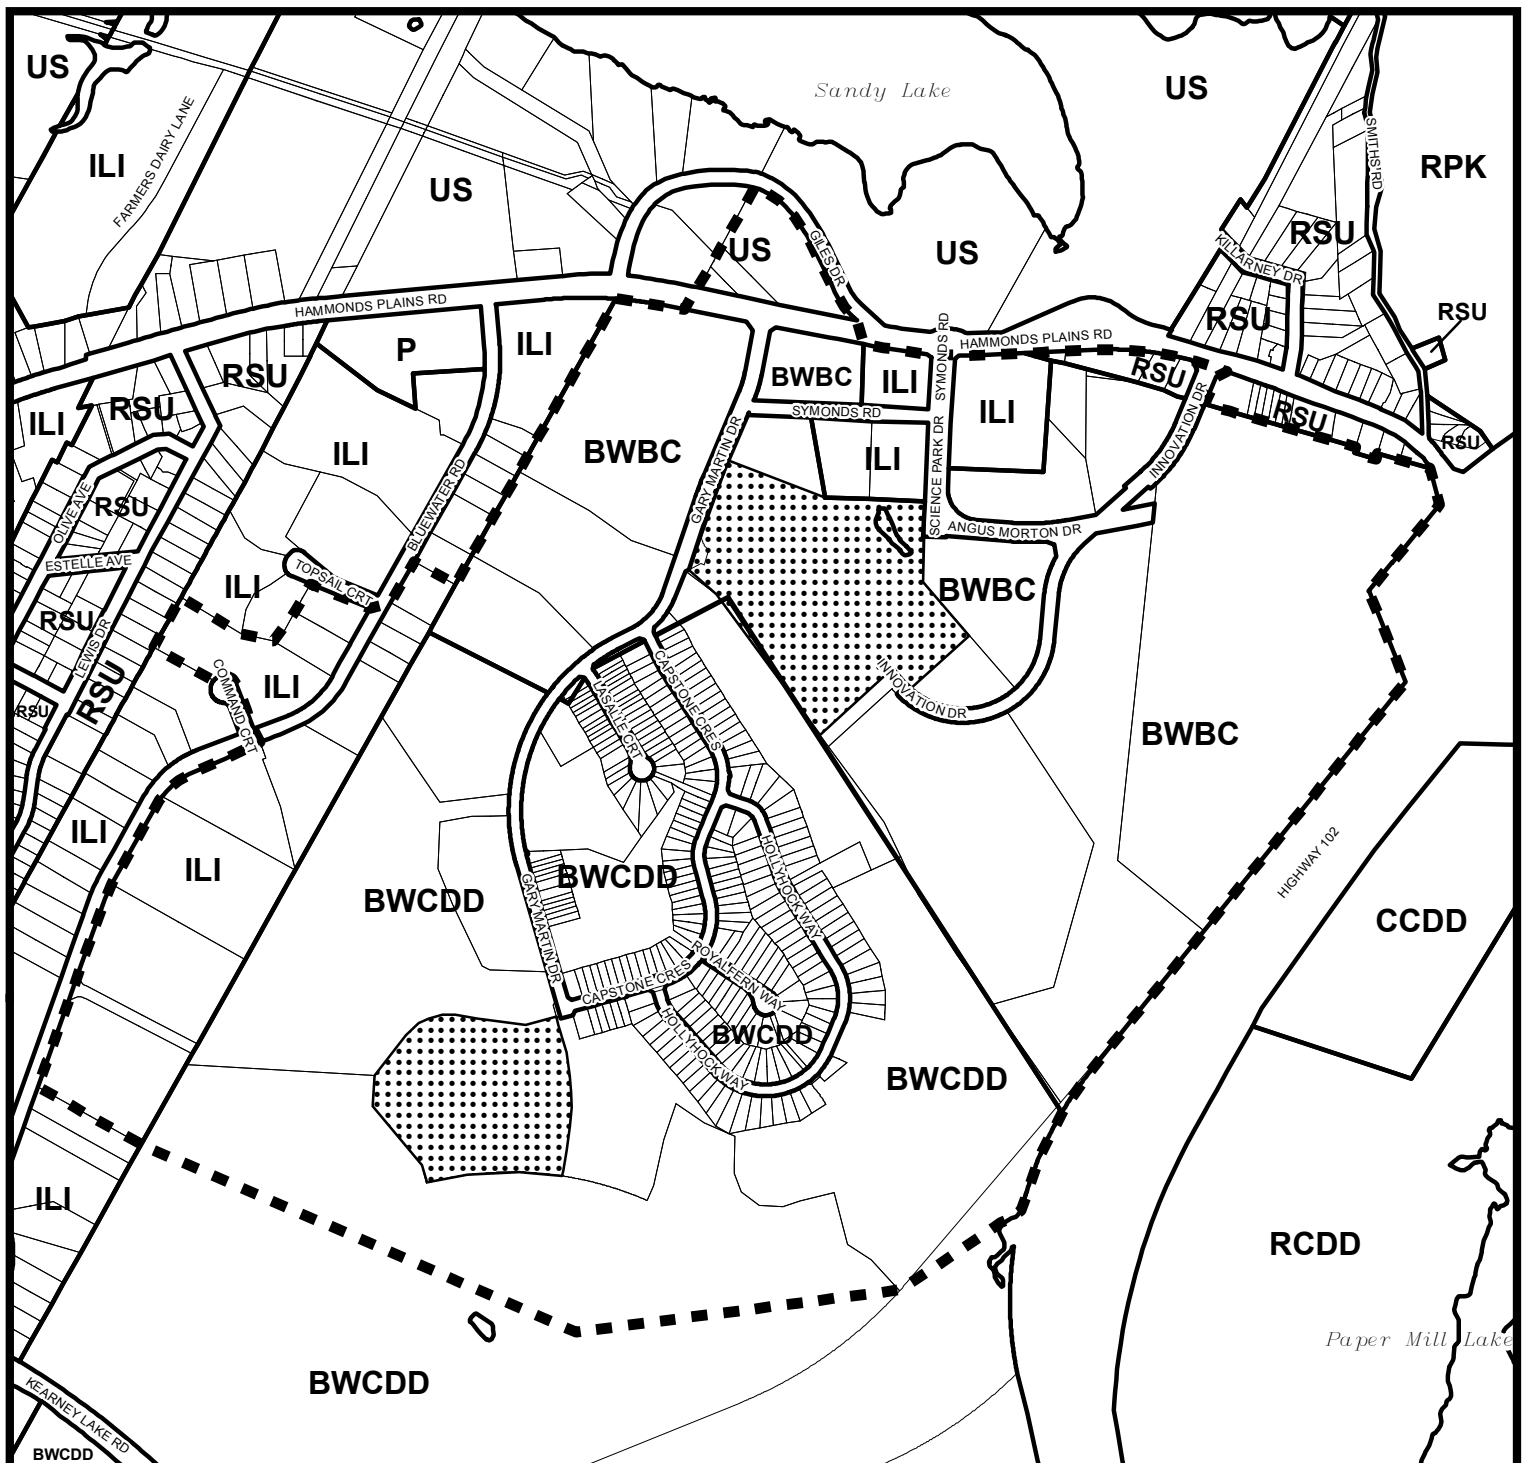 US
Sandy Lake
US
ILI
FARMERS DAIRY LANE
SMITHS RD
RPK
US
RSU
US
GILES DR
US
KILLARNEY DR
HAMMONDS PLAINS RD
RSU
RSU
SYMONDS RD
HAMMONDS PLAINS RD
P
ILI
RSU
BWBC
ILI
RSU
INNOVATION DR
RSU
ILI
RSU
SYMONDS RD
ILI
RSU
ILI
BWBC
GARY MARTIN DR
ILI
SCIENCE PARK DR
INNOVATION DR
OLIVE AVE
RSU
BLUEWATER RD
ANGUS MORTON DR
ESTELLE AVE
TOPSAIL CRT
ILI
BWBC
RSU
LEWIS DR
RSU
RSU
COMMAND CRT
ILI
LASALLE CRT
CAPSTONE CRES
INNOVATION DR
BWBC
ILI
ILI
HOLLYHOCK WAY
HIGHWAY 102
BWCDD
BWCDD
GARY MARTIN DR
CCDD
CAPSTONE CRES
ROYALFERN WAY
HOLLYHOCK WAY
BWCDD
BWCDD
ILI
RCDD
Paper Mill Lake
BWCDD
KEARNEY LAKE RD
BWCDD